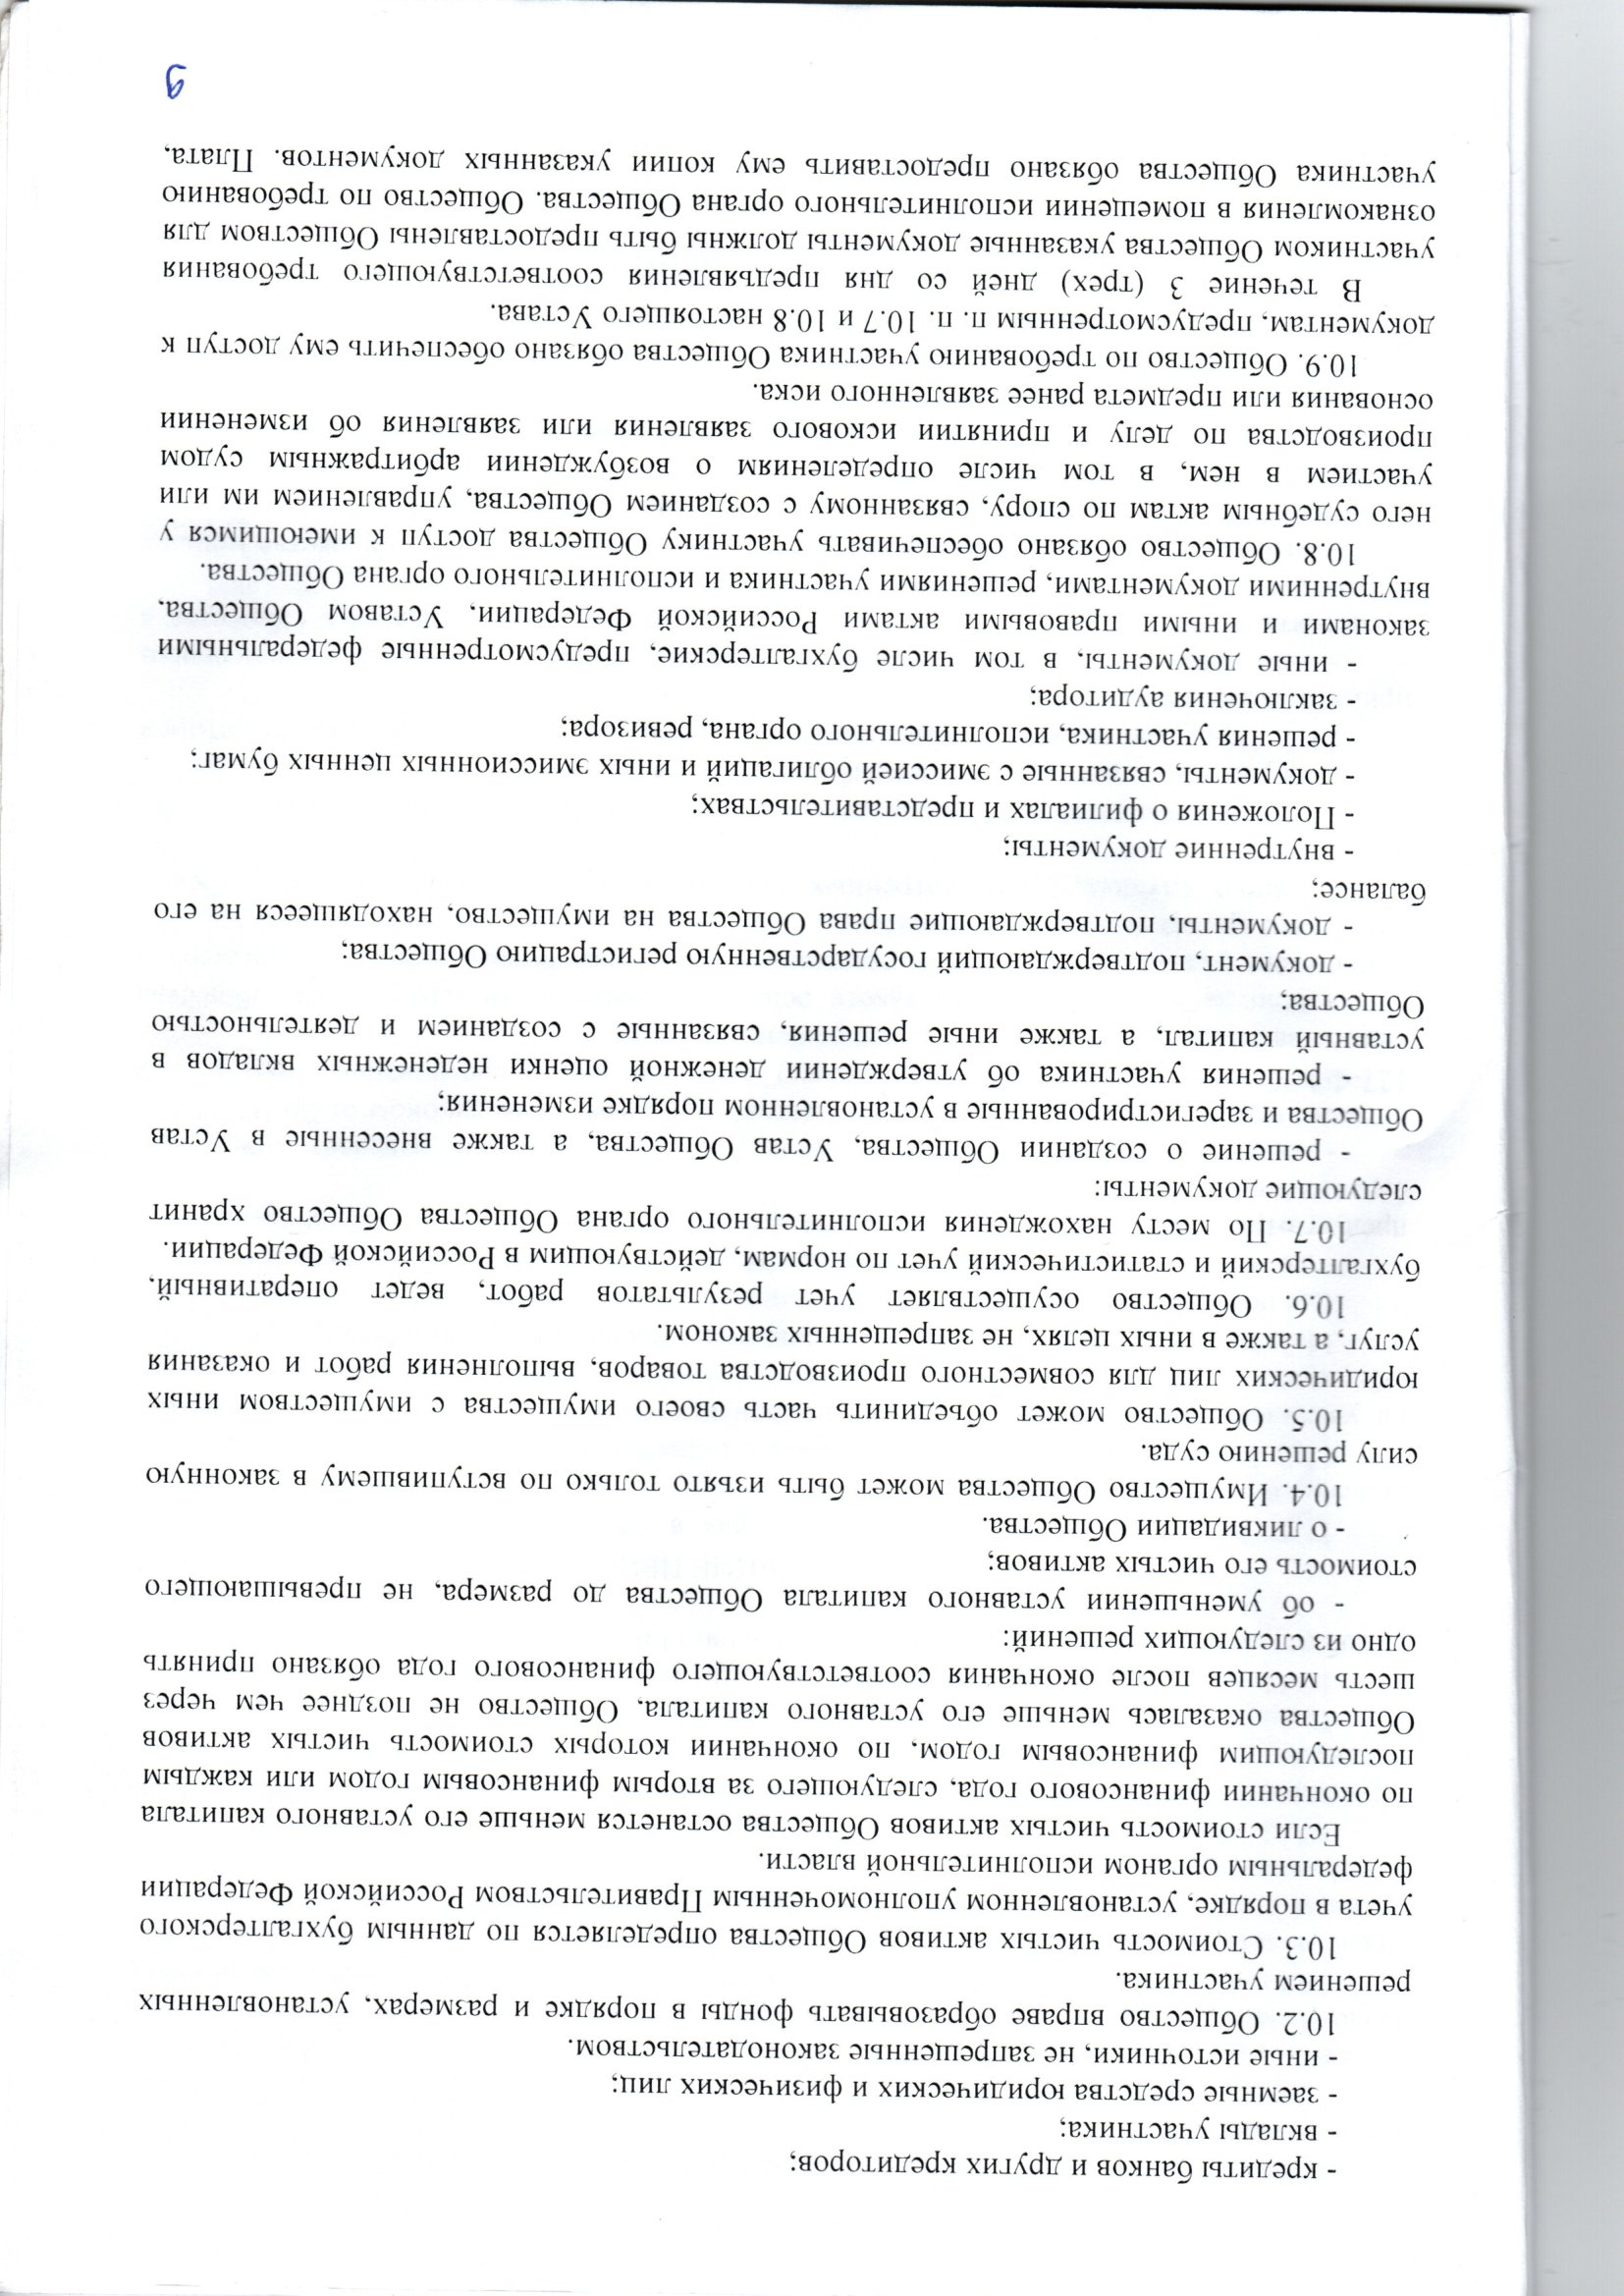 - кредиты банков и других кредиторов;
- вклады участника;
- заемные средства юридических и физических лиц;
- иные источники, не запрещенные законодательством.
10.2. Общество вправе образовывать фонды в порядке и размерах, установленных
решением участника.
10.3. Стоимость чистых активов Общества определяется по данным бухгалтерского
учета в порядке, установленном уполномоченным Правительством Российской Федерации
федеральным органом исполнительной власти.
Если стоимость чистых активов Общества останется меньше его уставного капитала
по окончании финансового года, следующего за вторым финансовым годом или каждым
последующим финансовым годом, по окончании которых стоимость чистых активов
Общества оказалась меньше его уставного капитала, Общество не позднее чем через
шесть месяцев после окончания соответствующего финансового года обязано принять
одно из следующих решений:
- об уменьшении уставного капитала Общества до размера, не превышающего
стоимость его чистых активов;
- о ликвидации Общества.
10.4. Имущество Общества может быть изъято только по вступившему в законную
силу решению суда.
10.5. Общество может объединить часть своего имущества с имуществом иных
юридических лиц для совместного производства товаров, выполнения работ и оказания
услуг, а также в иных целях, не запрещенных законом.
10.6. Общество осуществляет учет результатов работ, ведет оперативный,
бухгалтерский и статистический учет по нормам, действующим в Российской Федерации.
10.7. По месту нахождения исполнительного органа Общества Общество хранит
следующие документы:
- решение о создании Общества, Устав Общества, а также внесенные в Устав
Общества и зарегистрированные в установленном порядке изменения;
- решения участника об утверждении денежной оценки неденежных вкладов в
уставный капитал, а также иные решения, связанные с созданием и деятельностью
Общества;
- документ, подтверждающий государственную регистрацию Общества;
- документы, подтверждающие права Общества на имущество, находящееся на его
балансе;
- внутренние документы;
- Положения о филиалах и представительствах;
- документы, связанные с эмиссией облигаций и иных эмиссионных ценных бумаг;
- решения участника, исполнительного органа, ревизора;
- заключения аудитора;
- иные документы, в том числе бухгалтерские, предусмотренные федеральными
законами и иными правовыми актами Российской Федерации, Уставом Общества,
внутренними документами, решениями участника и исполнительного органа Общества.
10.8. Общество обязано обеспечивать участнику Общества доступ к имеющимся у
него судебным актам по спору, связанному с созданием Общества, управлением им или
участием в нем, в том числе определениям о возбуждении арбитражным судом
производства по делу и принятии искового заявления или заявления об изменении
основания или предмета ранее заявленного иска.
10.9. Общество по требованию участника Общества обязано обеспечить ему доступ к
документам, предусмотренным п. п. 10.7 и 10.8 настоящего Устава.
В течение 3 (трех) дней со дня предъявления соответствующего требования
участником Общества указанные документы должны быть предоставлены Обществом для
ознакомления в помещении исполнительного органа Общества. Общество по требованию
участника Общества обязано предоставить ему копии указанных документов. Плата,
9